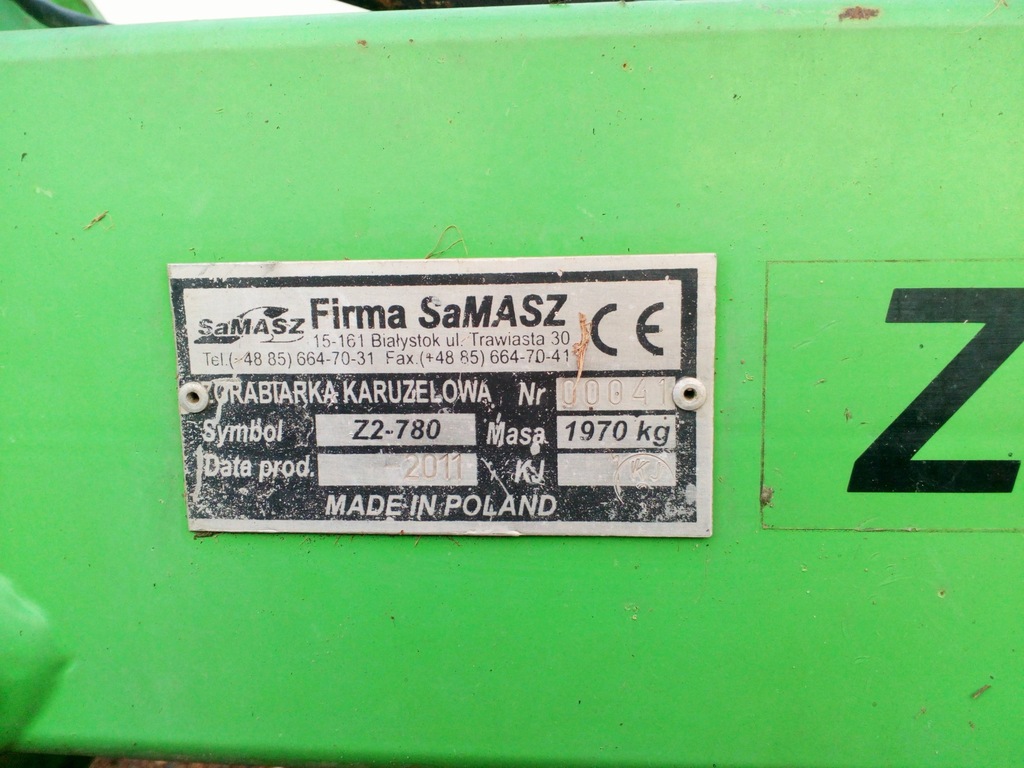 SaMASZ Firma SaMASZ CE
15-161 Białystok ul. Trawiasta 30
Tel.(+48 85) 664-70-31 Fax.(+48 85) 664-70-41
ZGRABIARKA KARUZELOWA Nr 00041
Symbol Z2-780 Masa 1970 kg
Data prod. 2011 KJ KJ
MADE IN POLAND
Z